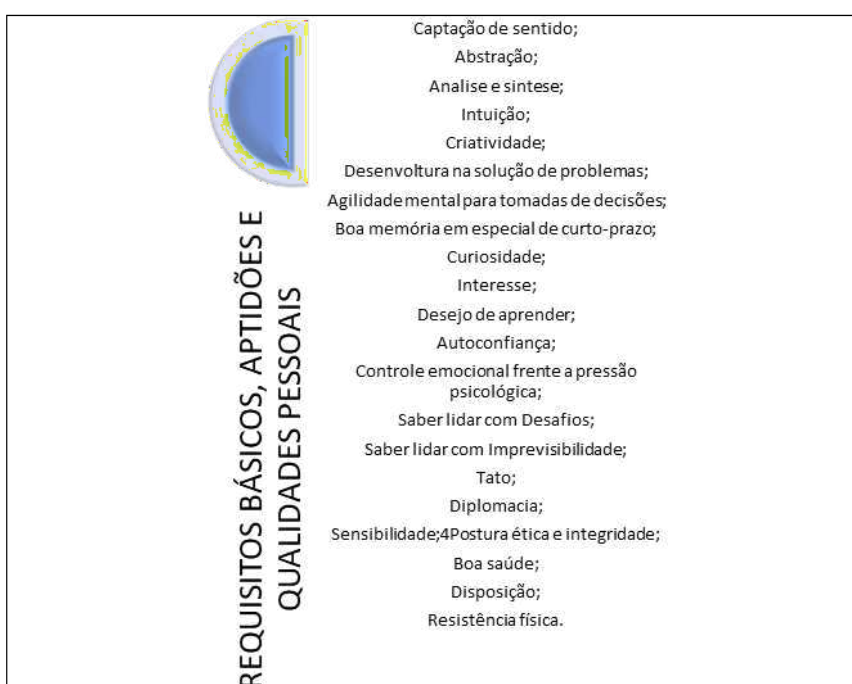 REQUISITOS BÁSICOS, APTIDÕES E
QUALIDADES PESSOAIS
Captação de sentido;
Abstração;
Analise e sintese;
Intuição;
Criatividade;
Desenvoltura na solução de problemas;
Agilidade mental para tomadas de decisões;
Boa memória em especial de curto-prazo;
Curiosidade;
Interesse;
Desejo de aprender;
Autoconfiança;
Controle emocional frente a pressão
psicológica;
Saber lidar com Desafios;
Saber lidar com Imprevisibilidade;
Tato;
Diplomacia;
Sensibilidade;4Postura ética e integridade;
Boa saúde;
Disposição;
Resistência física.